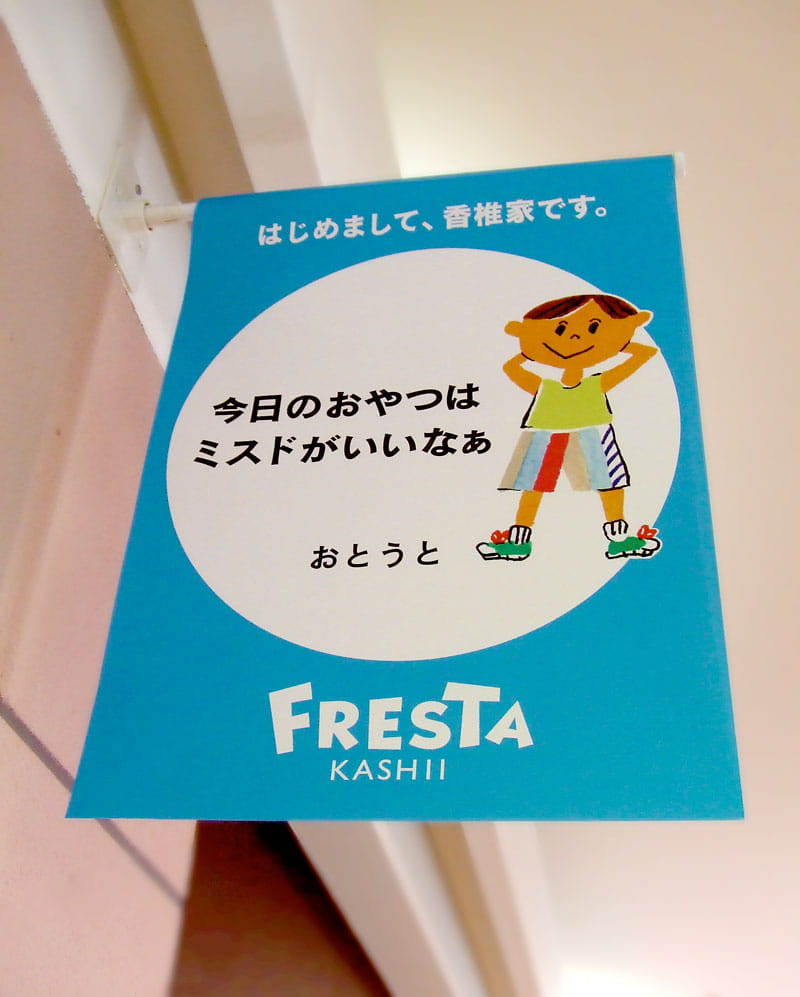 はじめまして、香椎家です。
今日のおやつは
ミスドがいいなぁ
おとうと
FRESTA
KASHII